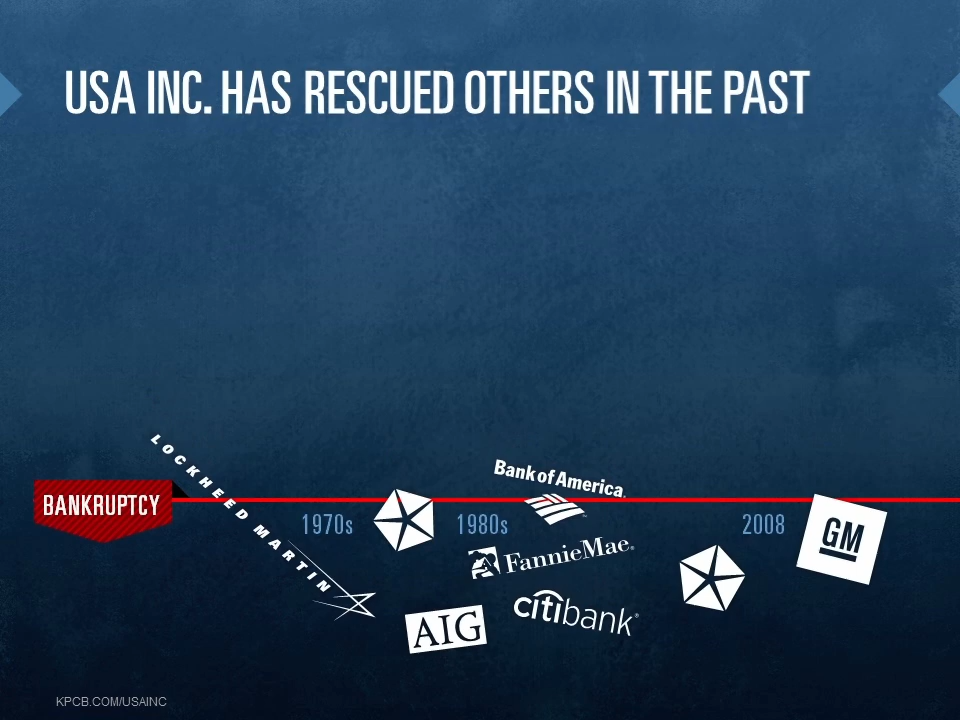 USA INC. HAS RESCUED OTHERS IN THE PAST
LOCKHEED MARTIN
BANKRUPTCY
1970s
1980s
Bank of America.
2008
GM
FannieMae®
AIG
citibank®
KPCB.COM/USAINC